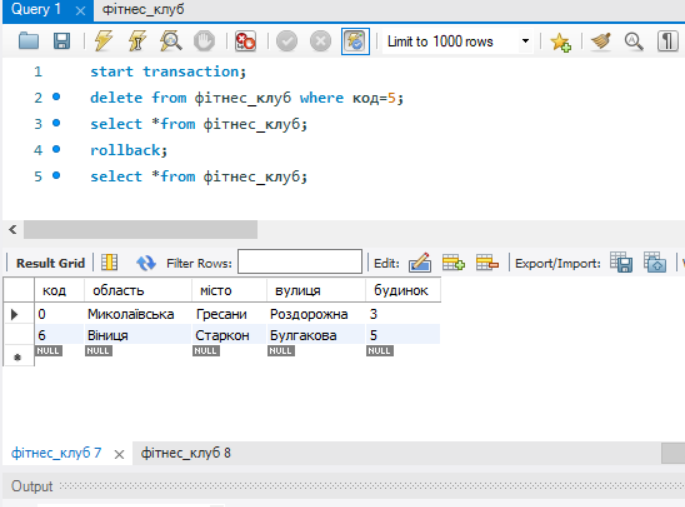 Query 1 × фітнес_клуб
Limit to 1000 rows
1 start transaction;
2 delete from фітнес_клуб where код=5;
3 select *from фітнес_клуб;
4 rollback;
5 select *from фітнес_клуб;
Result Grid Filter Rows: Edit: Export/Import:
код область місто вулиця будинок
0 Миколаївська Гресани Роздорожна 3
6 Віниця Старкон Булгакова 5
NULL NULL NULL NULL NULL
фітнес_клуб 7 × фітнес_клуб 8
Output